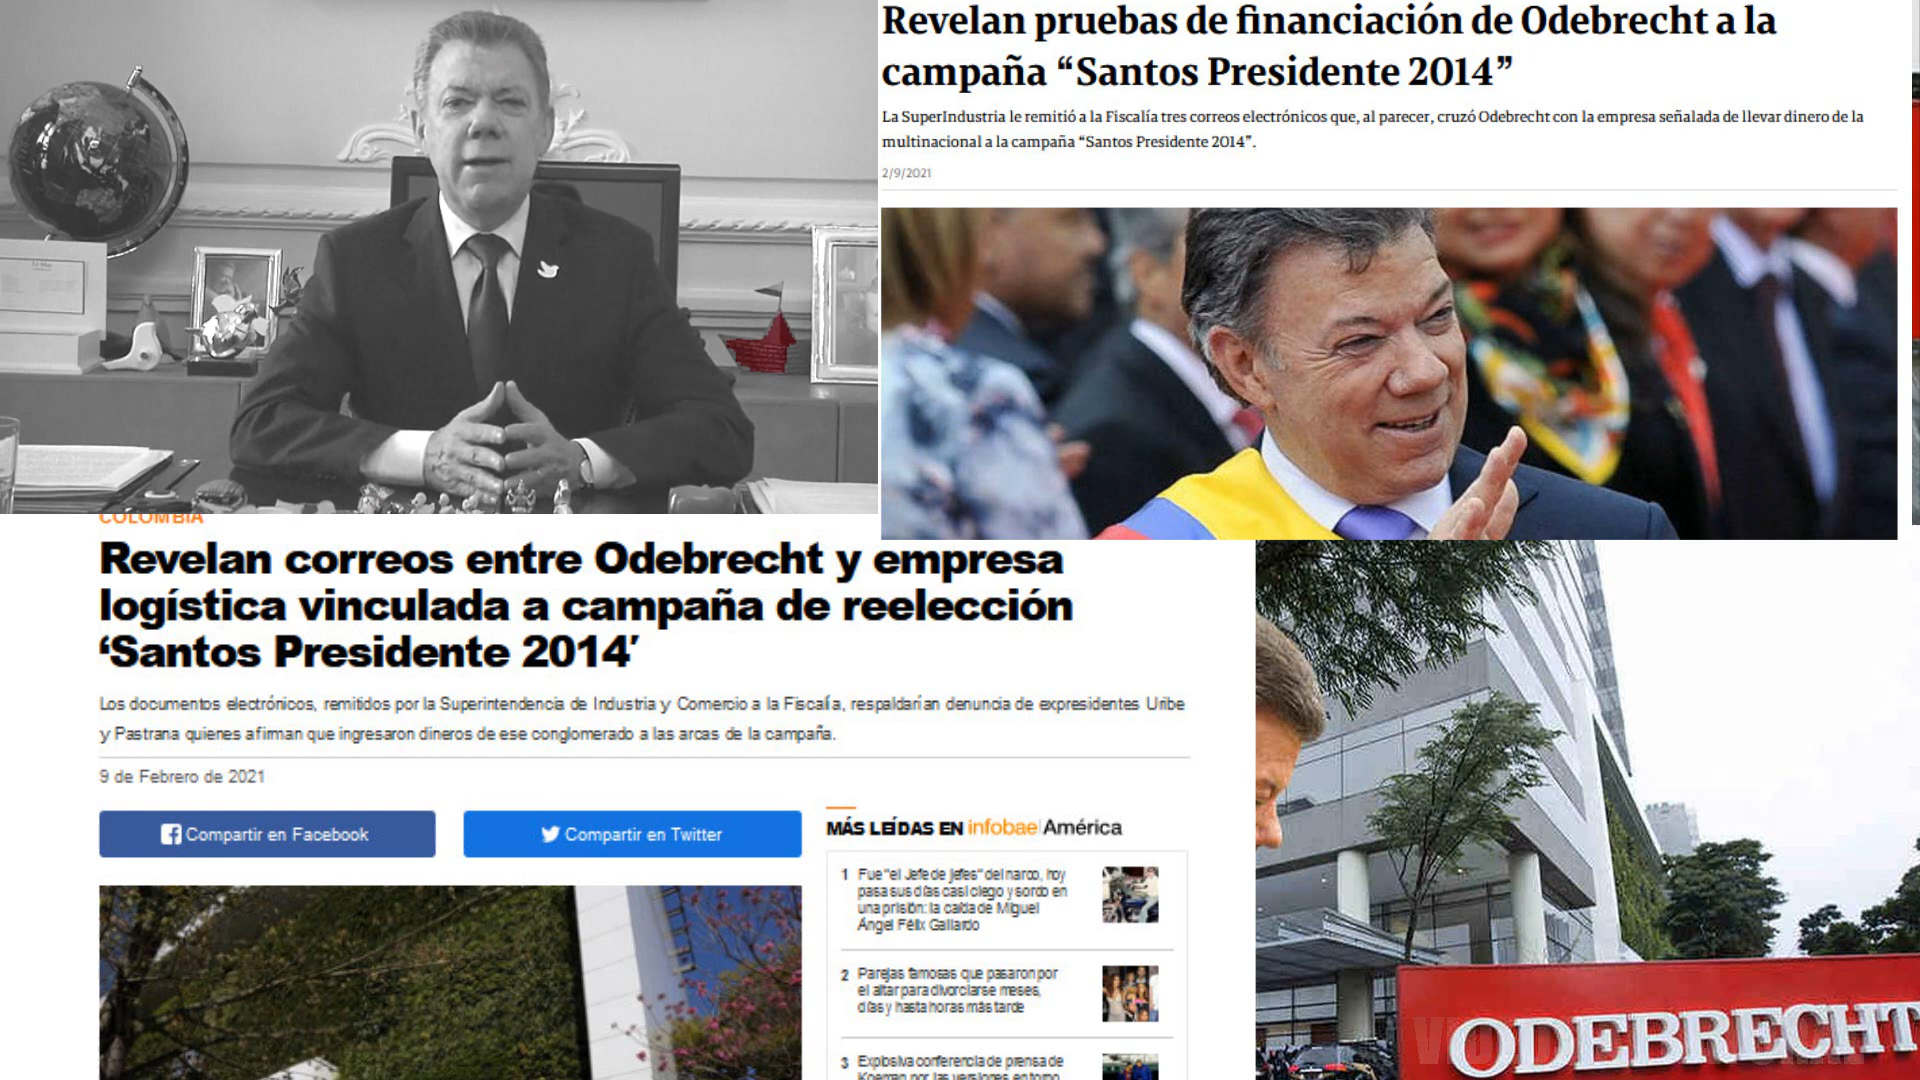 Revelan pruebas de financiación de Odebrecht a la
campaña “Santos Presidente 2014”
La SuperIndustria le remitió a la Fiscalía tres correos electrónicos que, al parecer, cruzó Odebrecht con la empresa señalada de llevar dinero de la
multinacional a la campaña “Santos Presidente 2014”.
2/9/2021
COLOMBIA
Revelan correos entre Odebrecht y empresa
logística vinculada a campaña de reelección
‘Santos Presidente 2014′
Los documentos electrónicos, remitidos por la Superintendencia de Industria y Comercio a la Fiscalía, respaldarían denuncia de expresidentes Uribe
y Pastrana quienes afirman que ingresaron dineros de ese conglomerado a las arcas de la campaña.
9 de Febrero de 2021
Compartir en Facebook
Compartir en Twitter
MÁS LEÍDAS EN infobae América
1 Fue "el Jefe de jefes" del narco, hoy
pasa sus días casi ciego y sordo en
una prisión: la caída de Miguel
Ángel Félix Gallardo
2 Parejas famosas que pasaron por
el altar para divorciarse meses,
días y hasta horas más tarde
3 Explosiva conferencia de prensa de
Koeman por las versiones en torno
ODEBRECHT